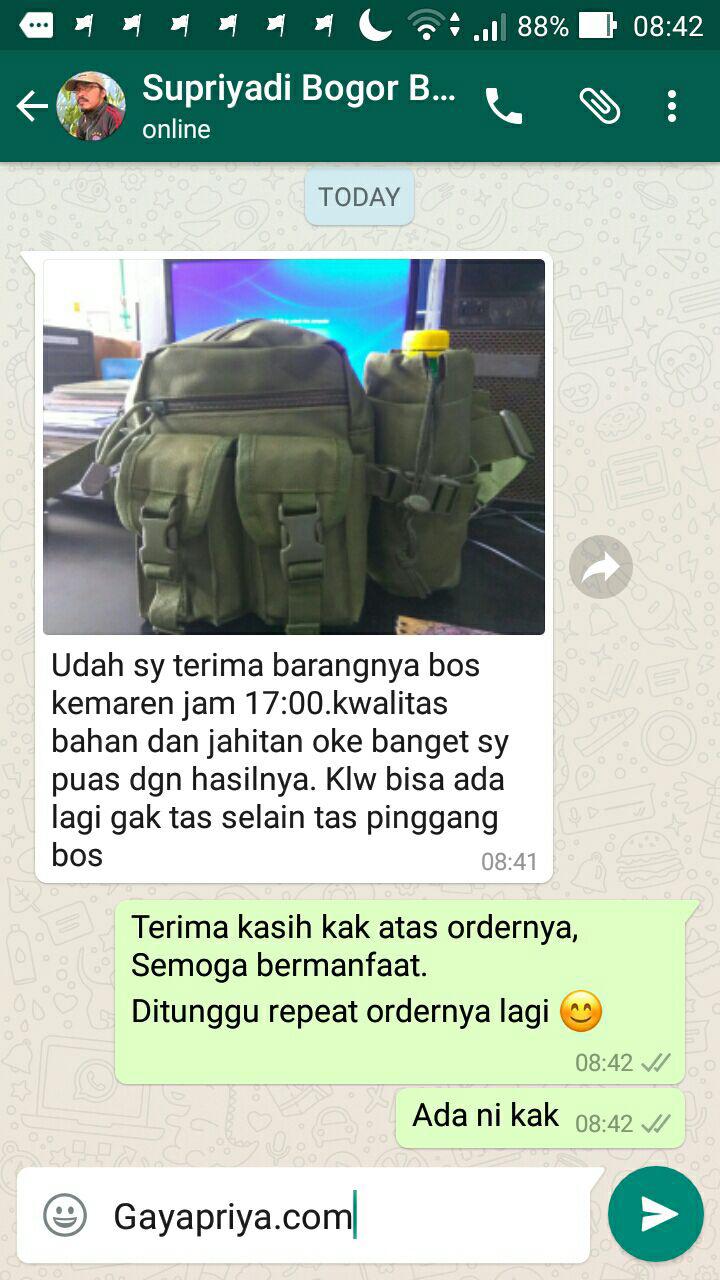 88% 08:42
Supriyadi Bogor B...
online
TODAY
Udah sy terima barangnya bos
kemaren jam 17:00.kwalitas
bahan dan jahitan oke banget sy
puas dgn hasilnya. Klw bisa ada
lagi gak tas selain tas pinggang
bos
08:41
Terima kasih kak atas ordernya,
Semoga bermanfaat.
Ditunggu repeat ordernya lagi 😊
08:42
Ada ni kak 08:42
Gayapriya.com